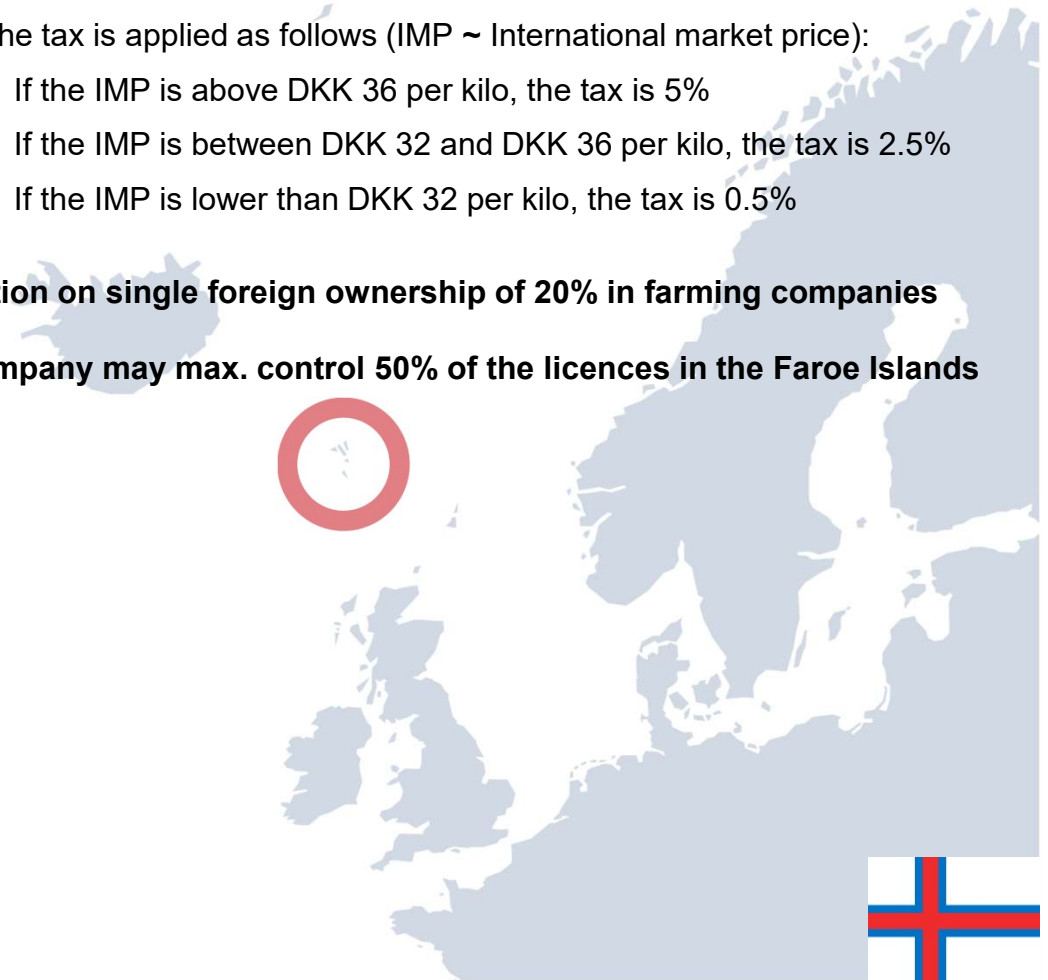 he tax is applied as follows (IMP ~ International market price):
If the IMP is above DKK 36 per kilo, the tax is 5%
If the IMP is between DKK 32 and DKK 36 per kilo, the tax is 2.5%
If the IMP is lower than DKK 32 per kilo, the tax is 0.5%
tion on single foreign ownership of 20% in farming companies
mpany may max. control 50% of the licences in the Faroe Islands